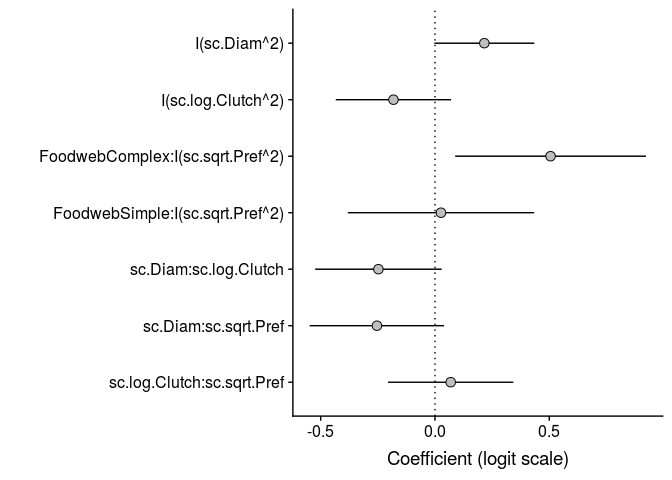 I(sc.Diam^2)
I(sc.log.Clutch^2)
FoodwebComplex:I(sc.sqrt.Pref^2)
FoodwebSimple:I(sc.sqrt.Pref^2)
sc.Diam:sc.log.Clutch
sc.Diam:sc.sqrt.Pref
sc.log.Clutch:sc.sqrt.Pref
-0.5 0.0 0.5
Coefficient (logit scale)